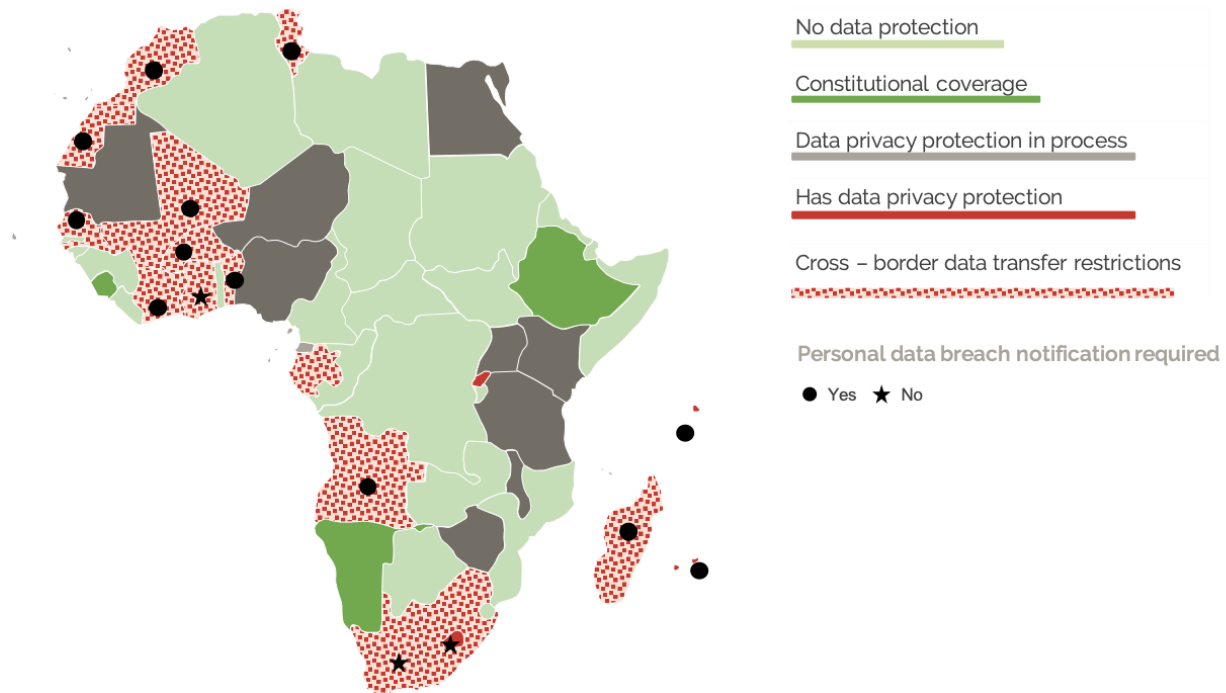 No data protection
Constitutional coverage
Data privacy protection in process
Has data privacy protection
Cross – border data transfer restrictions
Personal data breach notification required
Yes No